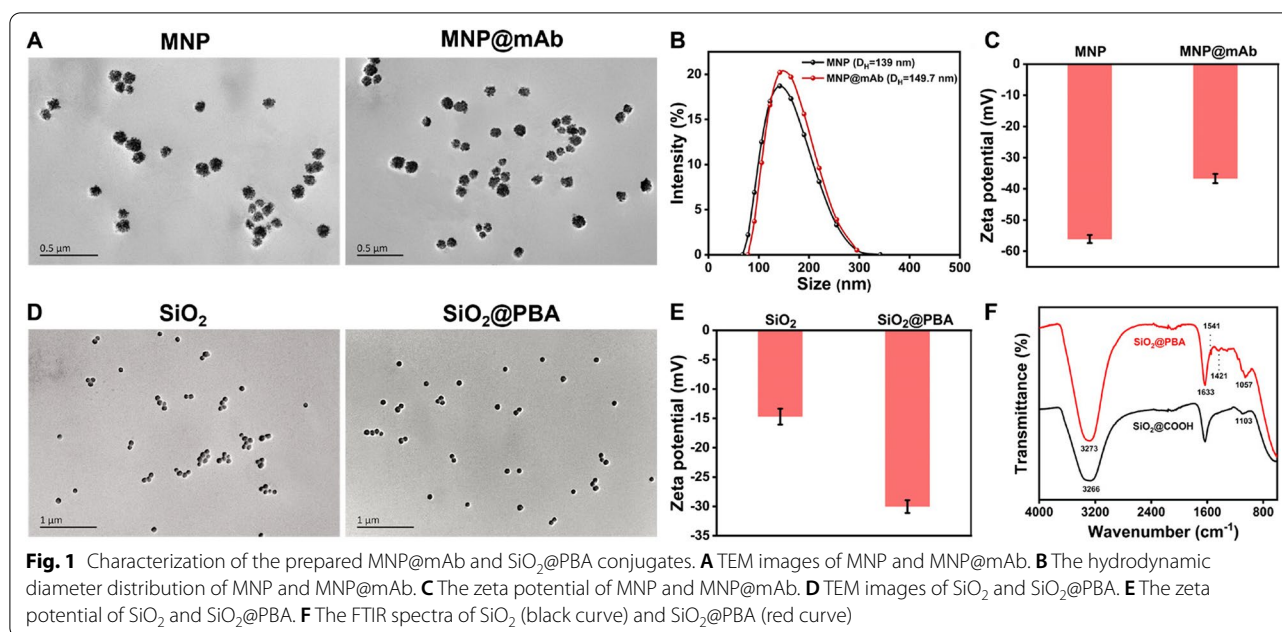 A
MNP
MNP@mAb
0.5 μm
0.5 μm
B
MNP (D_H=139 nm)
MNP@mAb (D_H=149.7 nm)
Intensity (%)
20
15
10
5
0
0 100 200 300 400 500
Size (nm)
C
MNP MNP@mAb
Zeta potential (mV)
0
-10
-20
-30
-40
-50
-60
D
SiO₂
SiO₂@PBA
1 μm
1 μm
E
SiO₂ SiO₂@PBA
Zeta potential (mV)
0
-5
-10
-15
-20
-25
-30
-35
F
Transmittance (%)
1541
SiO₂@PBA
1421
1633
1057
SiO₂@COOH
1103
3273
3266
4000 3200 2400 1600 800
Wavenumber (cm⁻¹)
Fig. 1 Characterization of the prepared MNP@mAb and SiO₂@PBA conjugates. A TEM images of MNP and MNP@mAb. B The hydrodynamic
diameter distribution of MNP and MNP@mAb. C The zeta potential of MNP and MNP@mAb. D TEM images of SiO₂ and SiO₂@PBA. E The zeta
potential of SiO₂ and SiO₂@PBA. F The FTIR spectra of SiO₂ (black curve) and SiO₂@PBA (red curve)